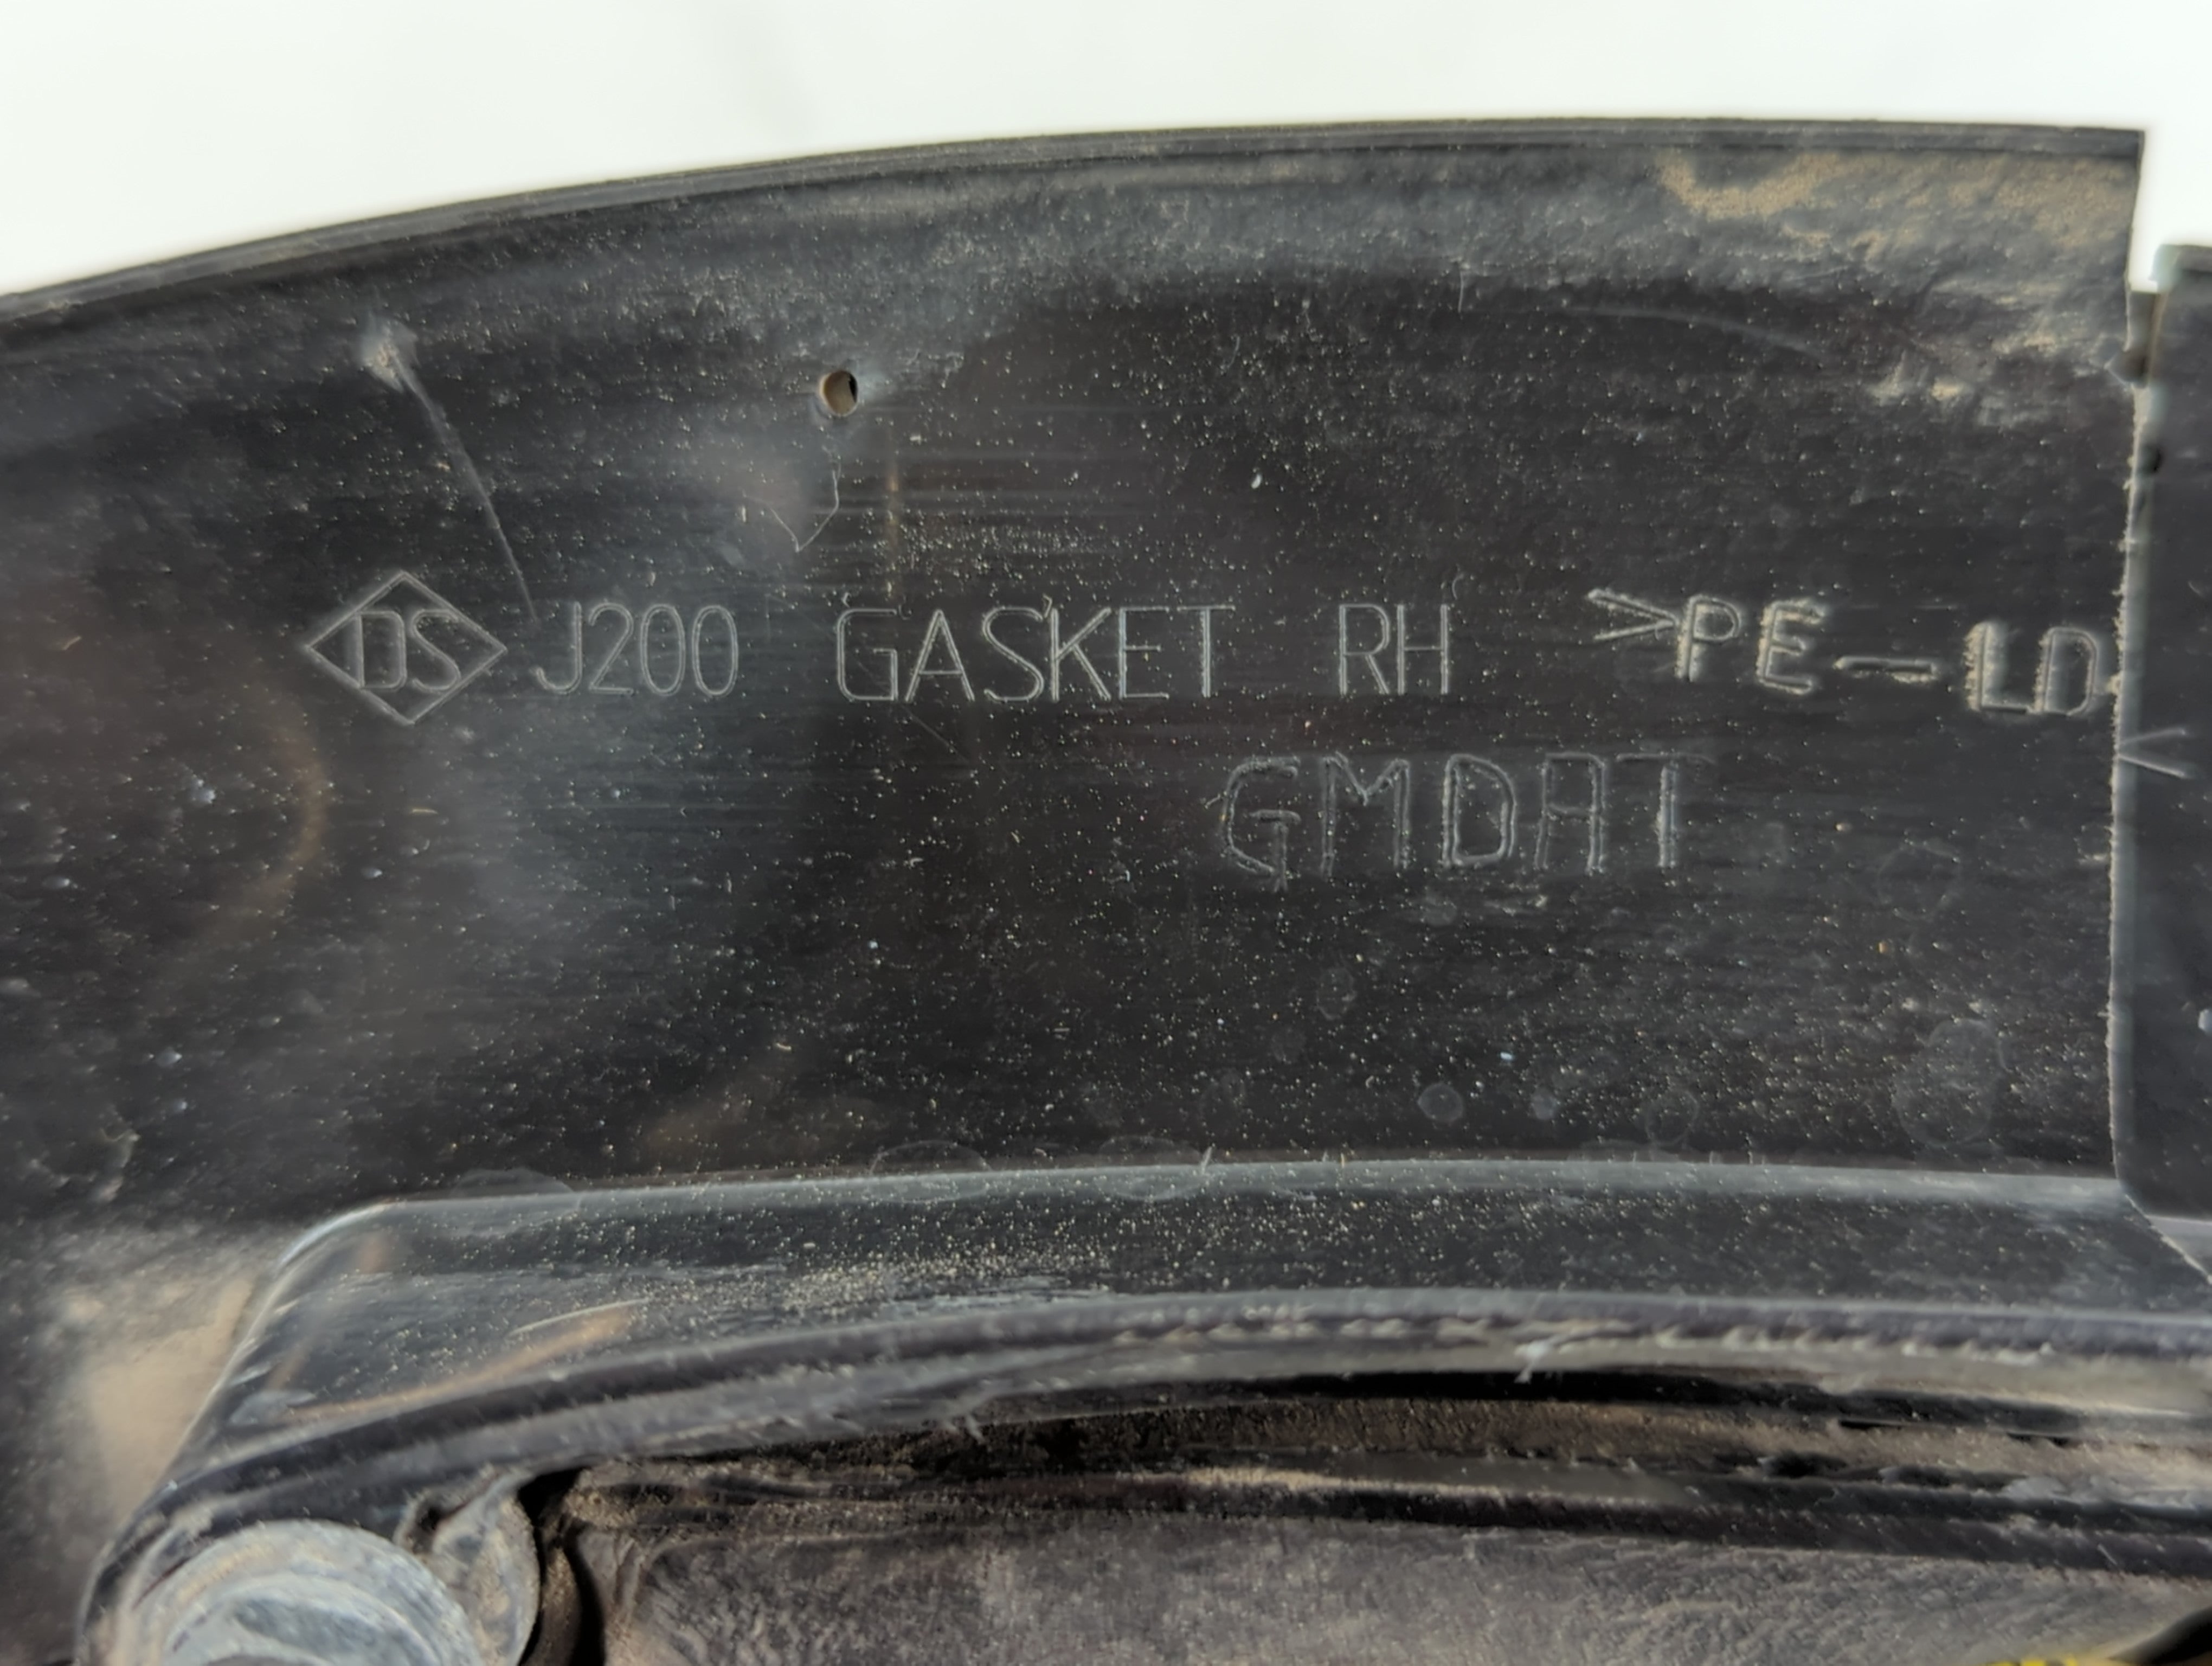 DS J200 GASKET RH >PE-LD<
GMDAT